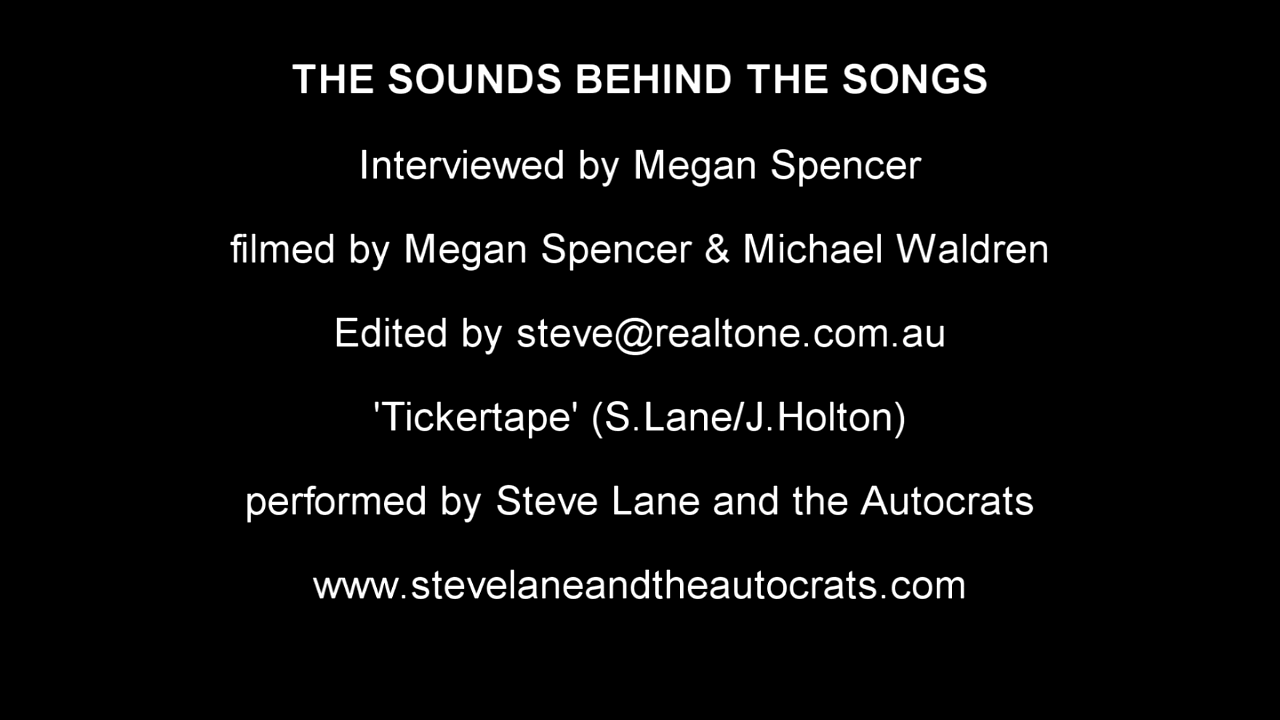 THE SOUNDS BEHIND THE SONGS
Interviewed by Megan Spencer
filmed by Megan Spencer & Michael Waldren
Edited by steve@realtone.com.au
'Tickertape' (S.Lane/J.Holton)
performed by Steve Lane and the Autocrats
www.stevelaneandtheautocrats.com